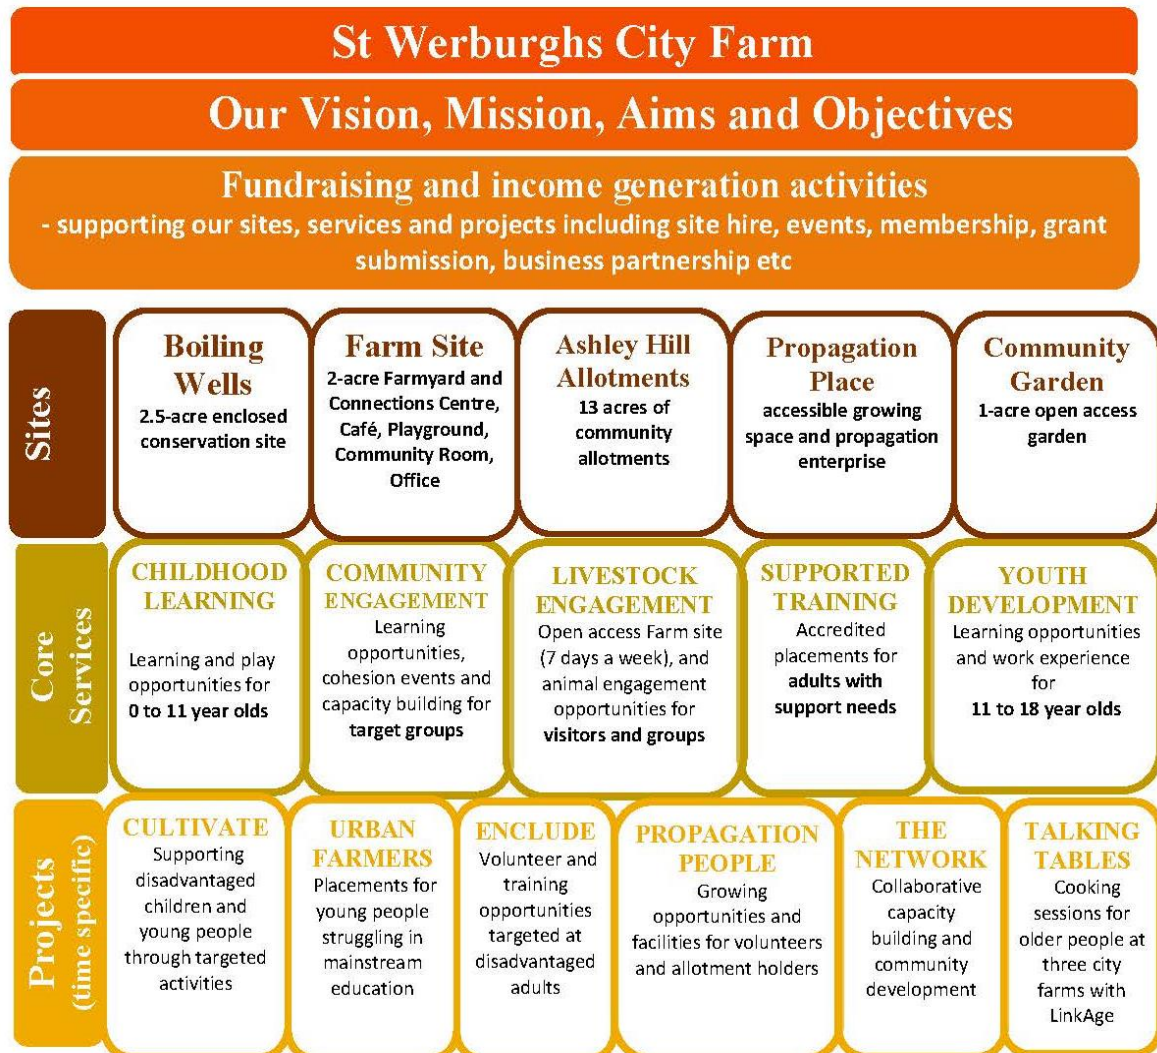 St Werburghs City Farm
Our Vision, Mission, Aims and Objectives
Fundraising and income generation activities
- supporting our sites, services and projects including site hire, events, membership, grant
submission, business partnership etc
Sites
Boiling
Wells
2.5-acre enclosed
conservation site
Farm Site
2-acre Farmyard and
Connections Centre,
Café, Playground,
Community Room,
Office
Ashley Hill
Allotments
13 acres of
community
allotments
Propagation
Place
accessible growing
space and propagation
enterprise
Community
Garden
1-acre open access
garden
Core
Services
CHILDHOOD
LEARNING
Learning and play
opportunities for
0 to 11 year olds
COMMUNITY
ENGAGEMENT
Learning
opportunities,
cohesion events and
capacity building for
target groups
LIVESTOCK
ENGAGEMENT
Open access Farm site
(7 days a week), and
animal engagement
opportunities for
visitors and groups
SUPPORTED
TRAINING
Accredited
placements for
adults with
support needs
YOUTH
DEVELOPMENT
Learning opportunities
and work experience
for
11 to 18 year olds
Projects
(time specific)
CULTIVATE
Supporting
disadvantaged
children and
young people
through targeted
activities
URBAN
FARMERS
Placements for
young people
struggling in
mainstream
education
ENCLUDE
Volunteer and
training
opportunities
targeted at
disadvantaged
adults
PROPAGATION
PEOPLE
Growing
opportunities and
facilities for volunteers
and allotment holders
THE
NETWORK
Collaborative
capacity
building and
community
development
TALKING
TABLES
Cooking
sessions for
older people at
three city
farms with
LinkAge